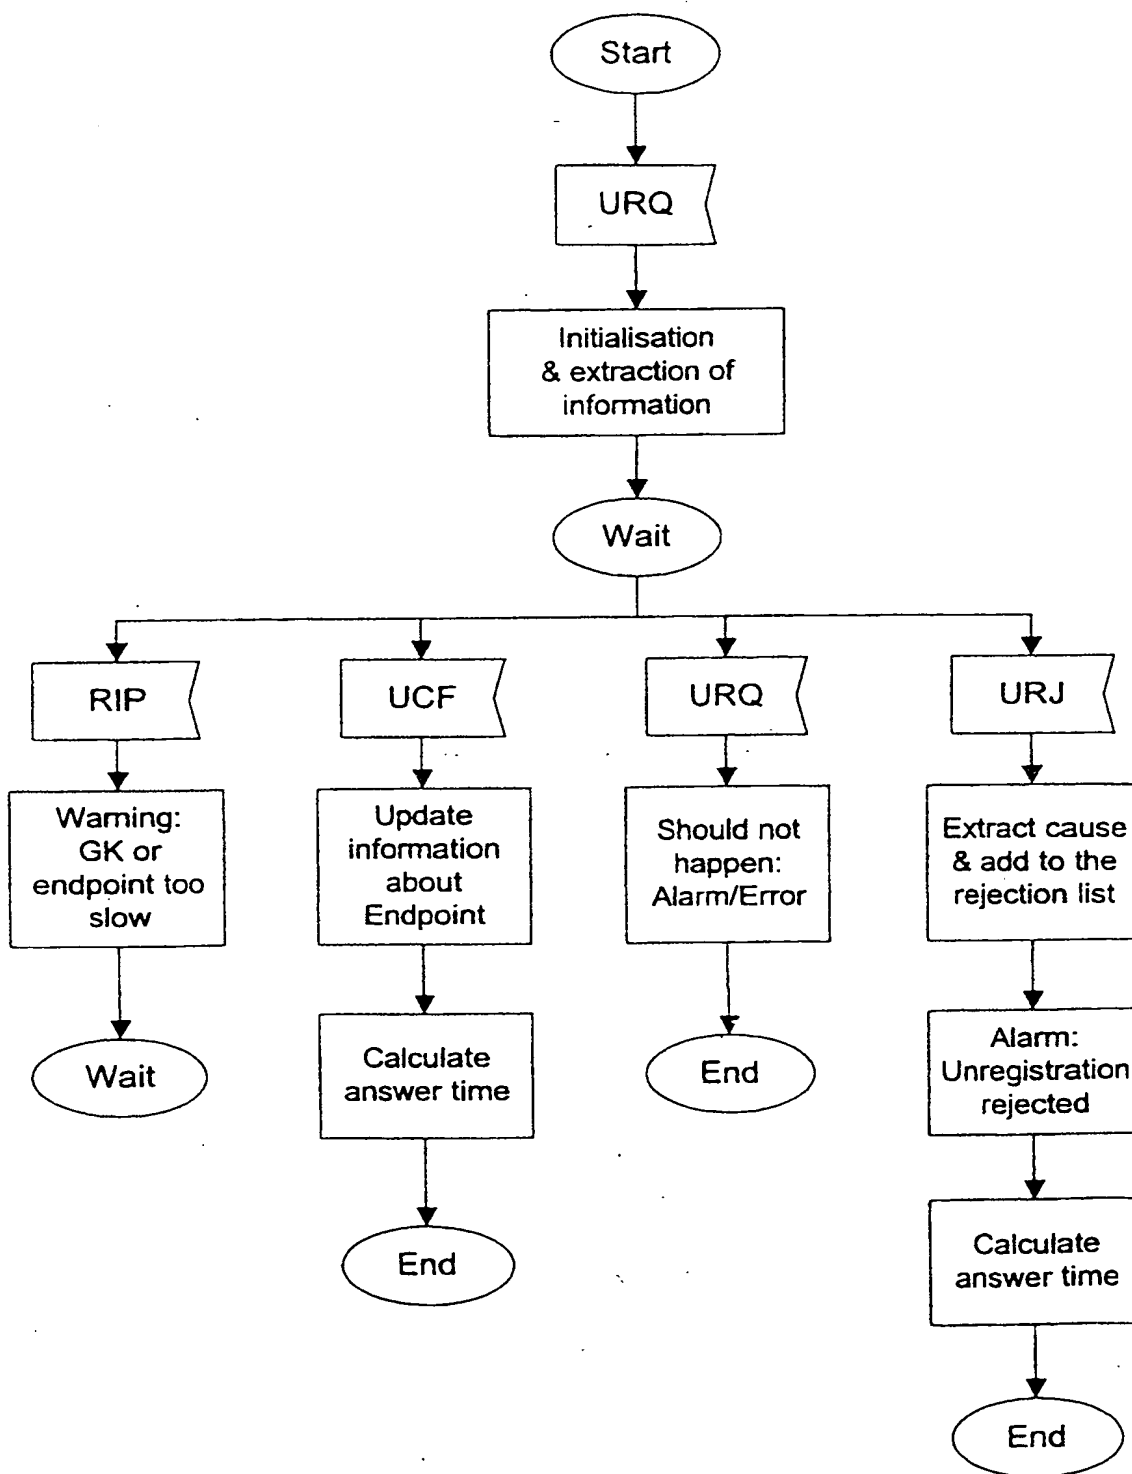 Start
URQ
Initialisation
& extraction of
information
Wait
RIP
UCF
URQ
URJ
Warning:
GK or
endpoint too
slow
Update
information
about
Endpoint
Should not
happen:
Alarm/Error
Extract cause
& add to the
rejection list
Wait
Calculate
answer time
End
Alarm:
Unregistration
rejected
End
Calculate
answer time
End